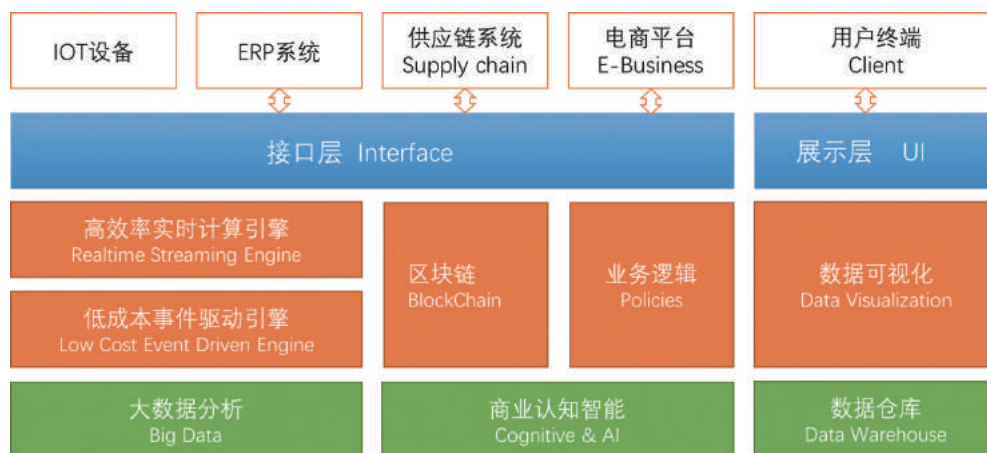 IOT设备
ERP系统
供应链系统
Supply chain
电商平台
E-Business
用户终端
Client
接口层 Interface
展示层 UI
高效率实时计算引擎
Realtime Streaming Engine
低成本事件驱动引擎
Low Cost Event Driven Engine
区块链
BlockChain
业务逻辑
Policies
数据可视化
Data Visualization
大数据分析
Big Data
商业认知智能
Cognitive & AI
数据仓库
Data Warehouse